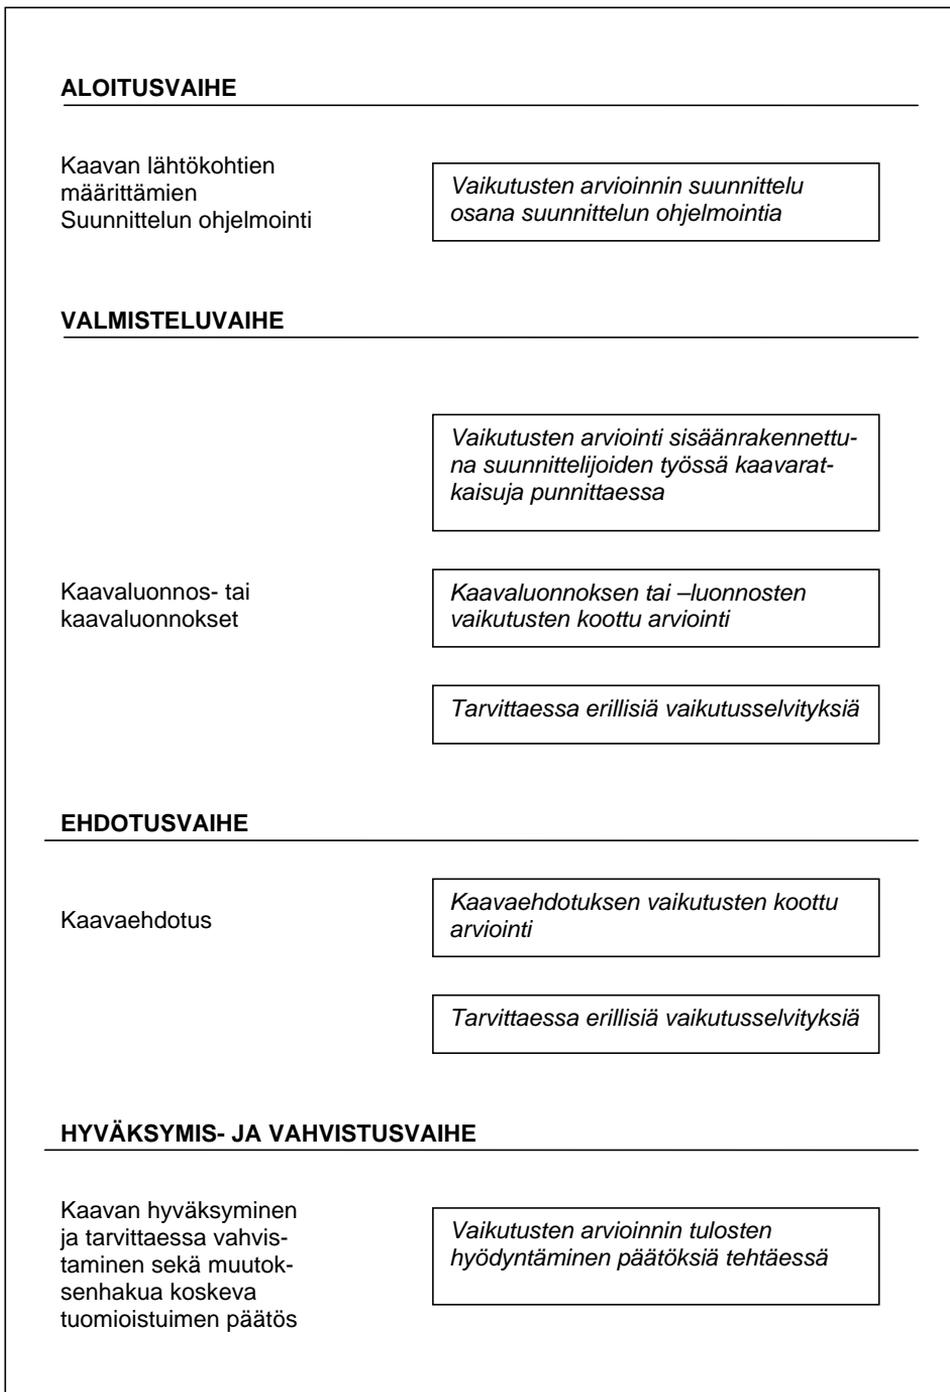 ALOITUSVAIHE
Kaavan lähtökohtien
määrittämien
Suunnittelun ohjelmointi
Vaikutusten arvioinnin suunnittelu
osana suunnittelun ohjelmointia
VALMISTELUVAIHE
Vaikutusten arviointi sisäänrakennettu-
na suunnittelijoiden työssä kaavarat-
kaisuja punnittaessa
Kaavaluonnos- tai
kaavaluonnokset
Kaavaluonnoksen tai –luonnosten
vaikutusten koottu arviointi
Tarvittaessa erillisiä vaikutusselvityksiä
EHDOTUSVAIHE
Kaavaehdotus
Kaavaehdotuksen vaikutusten koottu
arviointi
Tarvittaessa erillisiä vaikutusselvityksiä
HYVÄKSYMIS- JA VAHVISTUSVAIHE
Kaavan hyväksyminen
ja tarvittaessa vahvis-
taminen sekä muutok-
senhakua koskeva
tuomioistuimen päätös
Vaikutusten arvioinnin tulosten
hyödyntäminen päätöksiä tehtäessä